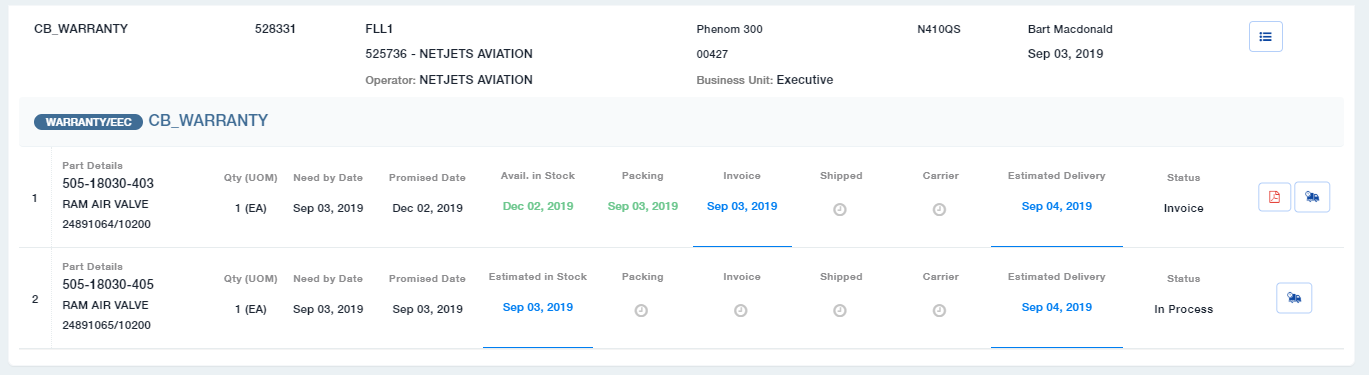 CB_WARRANTY 528331 FLL1 Phenom 300 N410QS Bart Macdonald
525736 - NETJETS AVIATION 00427 Sep 03, 2019
Operator: NETJETS AVIATION Business Unit: Executive
WARRANTY/EEC CB_WARRANTY
Part Details
Qty (UOM) Need by Date Promised Date Avail. in Stock Packing Invoice Shipped Carrier Estimated Delivery Status
505-18030-403
1 RAM AIR VALVE 1 (EA) Sep 03, 2019 Dec 02, 2019 Dec 02, 2019 Sep 03, 2019 Sep 03, 2019 Sep 04, 2019 Invoice
24891064/10200
Part Details
Qty (UOM) Need by Date Promised Date Estimated in Stock Packing Invoice Shipped Carrier Estimated Delivery Status
505-18030-405
2 RAM AIR VALVE 1 (EA) Sep 03, 2019 Sep 03, 2019 Sep 03, 2019 Sep 04, 2019 In Process
24891065/10200